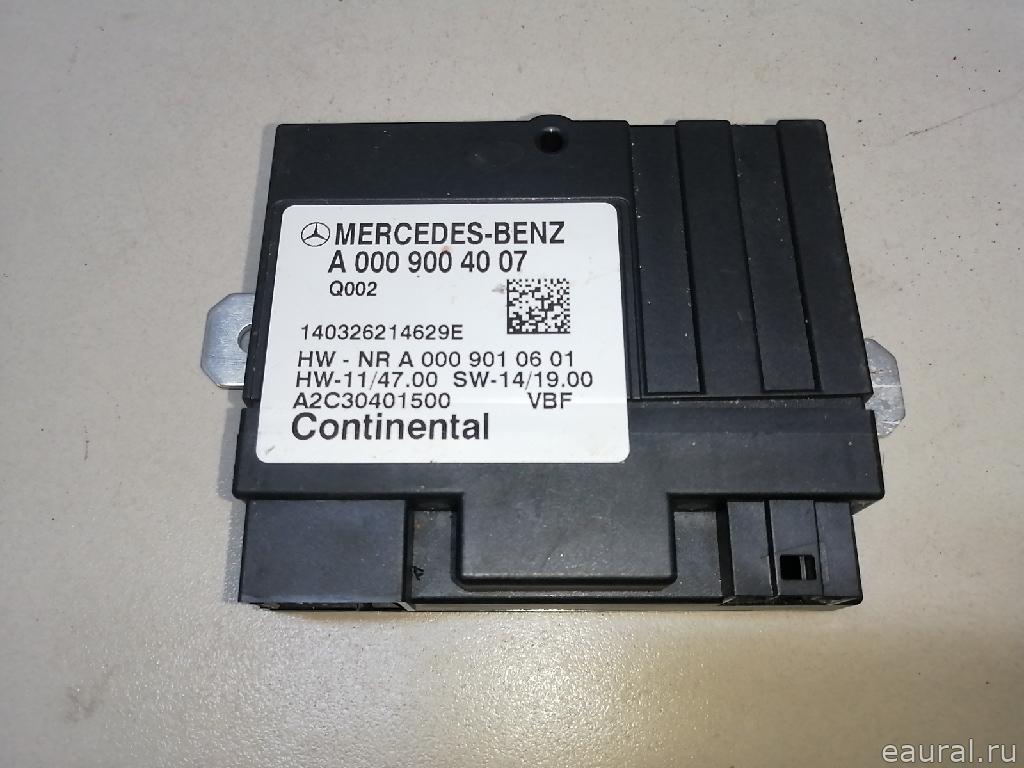 MERCEDES-BENZ
A 000 900 40 07
Q002
140326214629E
HW - NR A 000 901 06 01
HW-11/47.00 SW-14/19.00
A2C30401500 VBF
Continental
eaural.ru